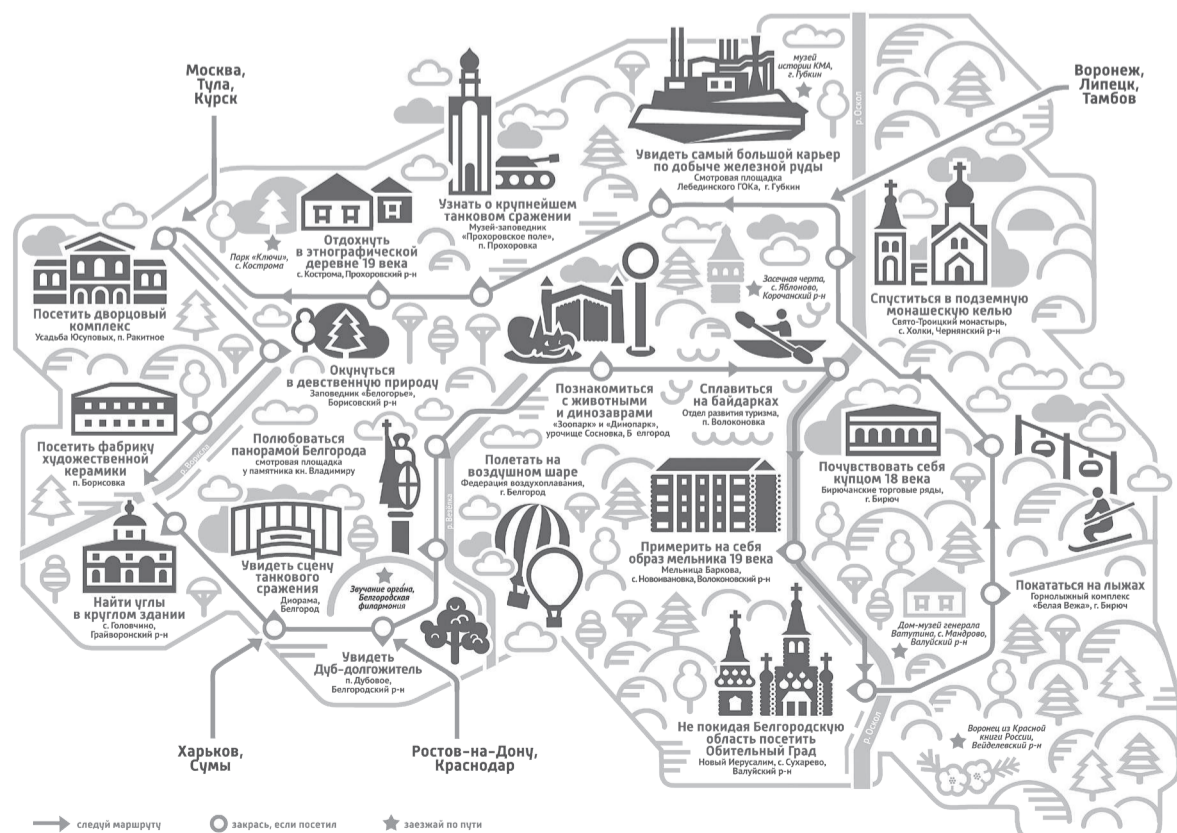 Москва,
Тула,
Курск
Воронеж,
Липецк,
Тамбов
музей
истории КМА,
г. Губкин
р. Оскол
Увидеть самый большой карьер
по добыче железной руды
Смотровая площадка
Лебединского ГОКа, г. Губкин
Узнать о крупнейшем
танковом сражении
Музей-заповедник
«Прохоровское поле»,
п. Прохоровка
Парк «Ключи»,
с. Кострома
Отдохнуть
в этнографической
деревне 19 века
с. Кострома, Прохоровский р-н
Засечная черта,
с. Яблоново,
Корочанский р-н
Спуститься в подземную
монашескую келью
Свято-Троицкий монастырь,
с. Холки, Чернянский р-н
Посетить дворцовый
комплекс
Усадьба Юсуповых, п. Ракитное
Окунуться
в девственную природу
Заповедник «Белогорье»,
Борисовский р-н
Познакомиться
с животными
и динозаврами
«Зоопарк» и «Динопарк»,
урочище Сосновка, Б елгород
Сплавиться
на байдарках
Отдел развития туризма,
п. Волоконовка
Посетить фабрику
художественной
керамики
п. Борисовка
р. Ворскла
Полюбоваться
панорамой Белгорода
смотровая площадка
у памятника кн. Владимиру
Полетать на
воздушном шаре
Федерация воздухоплавания,
г. Белгород
р. Везёлка
Почувствовать себя
купцом 18 века
Бирючанские торговые ряды,
г. Бирюч
Увидеть сцену
танкового
сражения
Диорама,
Белгород
Звучание орга́на,
Белгородская
филармония
Примерить на себя
образ мельника 19 века
Мельница Баркова,
с. Новоивановка, Волоконовский р-н
Покататься на лыжах
Горнолыжный комплекс
«Белая Вежа», г. Бирюч
Найти углы
в круглом здании
с. Головчино,
Грайворонский р-н
Дом-музей генерала
Ватутина, с. Мандрово,
Валуйский р-н
Увидеть
Дуб-долгожитель
п. Дубовое,
Белгородский р-н
Не покидая Белгородскую
область посетить
Обительный Град
Новый Иерусалим, с. Сухарево,
Валуйский р-н
р. Оскол
Воронец из Красной
книги России,
Вейделевский р-н
Харьков,
Сумы
Ростов-на-Дону,
Краснодар
следуй маршруту
закрась, если посетил
заезжай по пути